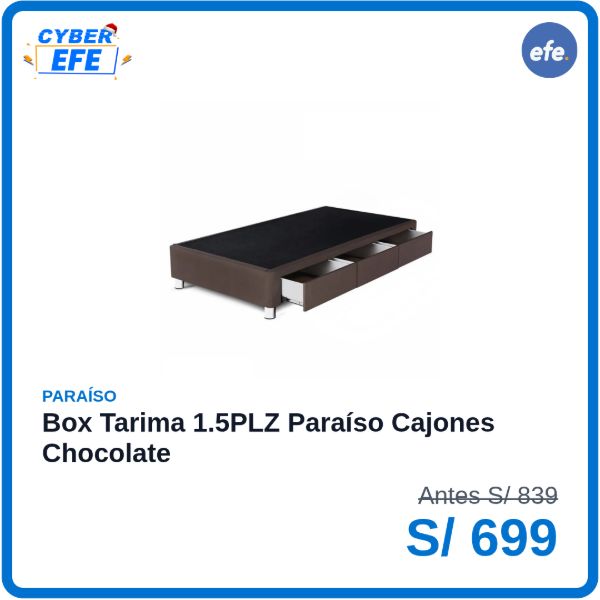 CYBER
EFE
efe.
PARAÍSO
Box Tarima 1.5PLZ Paraíso Cajones
Chocolate
Antes S/ 839
S/ 699